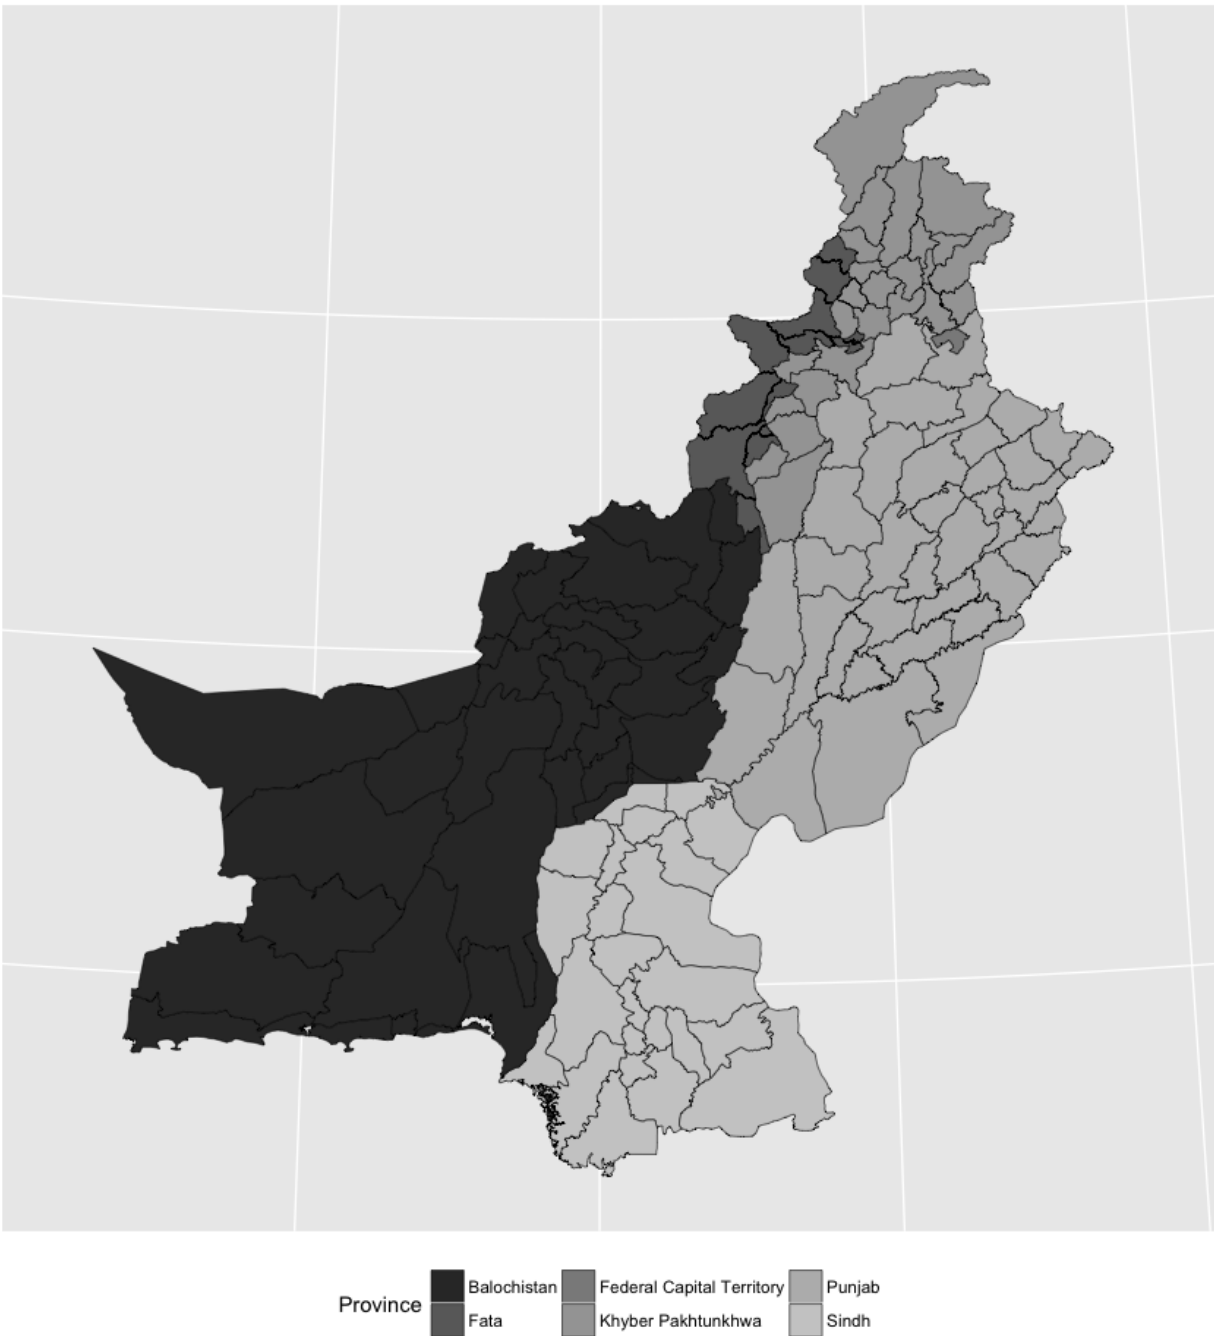 Province
Balochistan Federal Capital Territory Punjab
Fata Khyber Pakhtunkhwa Sindh